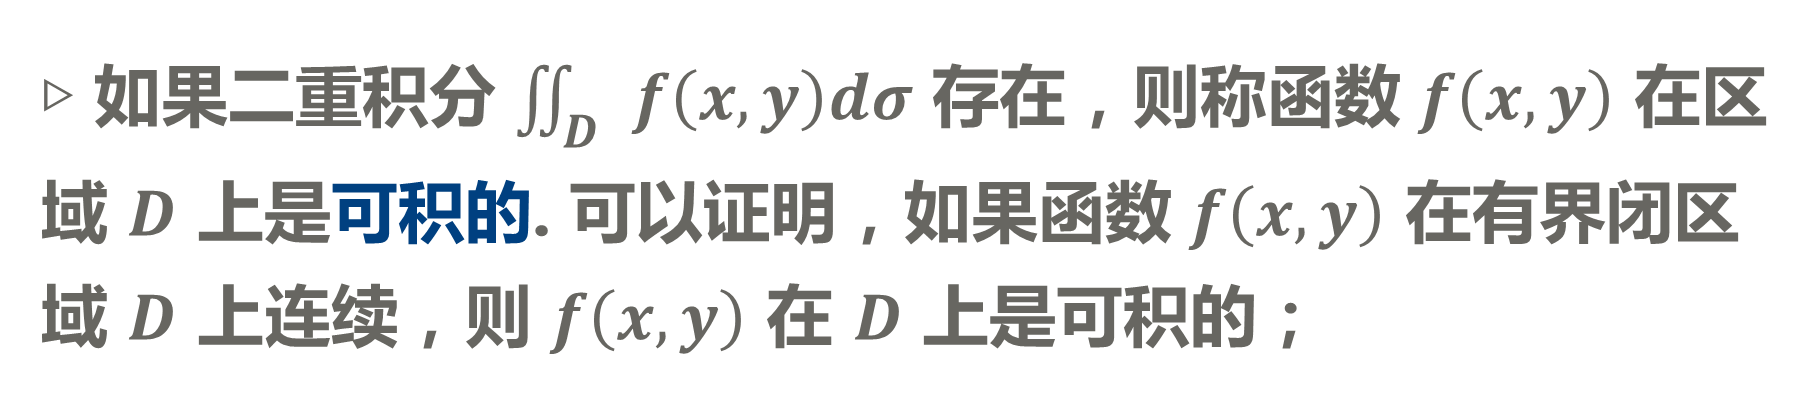 ▷ 如果二重积分 ∬_D f(x,y)dσ 存在，则称函数 f(x,y) 在区
域 D 上是可积的. 可以证明，如果函数 f(x,y) 在有界闭区
域 D 上连续，则 f(x,y) 在 D 上是可积的；